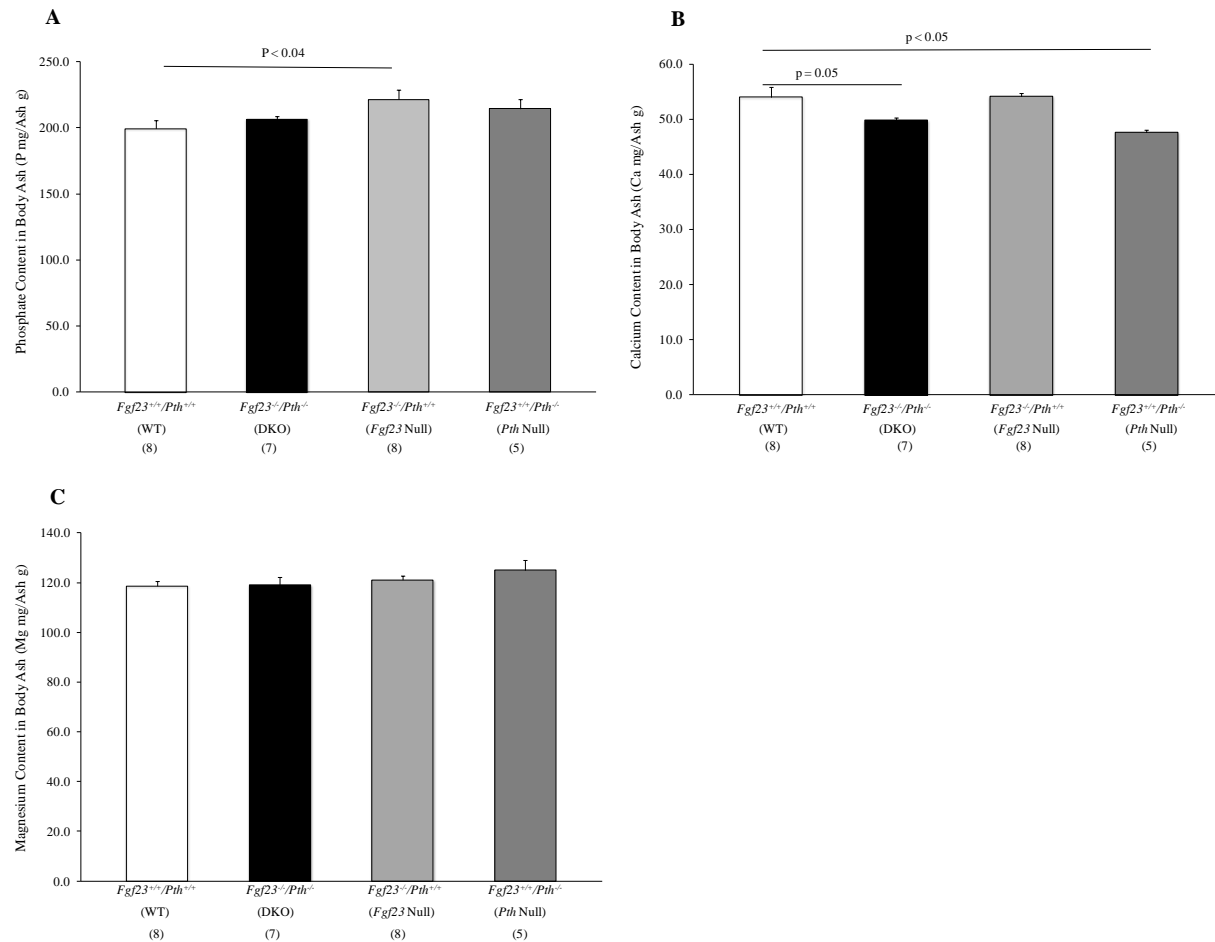 A
P < 0.04
Phosphate Content in Body Ash (P mg/Ash g)
250.0
200.0
150.0
100.0
50.0
0.0
Fgf23+/+/Pth+/+ Fgf23-/-/Pth-/- Fgf23-/-/Pth+/+ Fgf23+/+/Pth-/-
(WT) (DKO) (Fgf23 Null) (Pth Null)
(8) (7) (8) (5)
B
p < 0.05
p = 0.05
Calcium Content in Body Ash (Ca mg/Ash g)
60.0
50.0
40.0
30.0
20.0
10.0
0.0
Fgf23+/+/Pth+/+ Fgf23-/-/Pth-/- Fgf23-/-/Pth+/+ Fgf23+/+/Pth-/-
(WT) (DKO) (Fgf23 Null) (Pth Null)
(8) (7) (8) (5)
C
Magnesium Content in Body Ash (Mg mg/Ash g)
140.0
120.0
100.0
80.0
60.0
40.0
20.0
0.0
Fgf23+/+/Pth+/+ Fgf23-/-/Pth-/- Fgf23-/-/Pth+/+ Fgf23+/+/Pth-/-
(WT) (DKO) (Fgf23 Null) (Pth Null)
(8) (7) (8) (5)